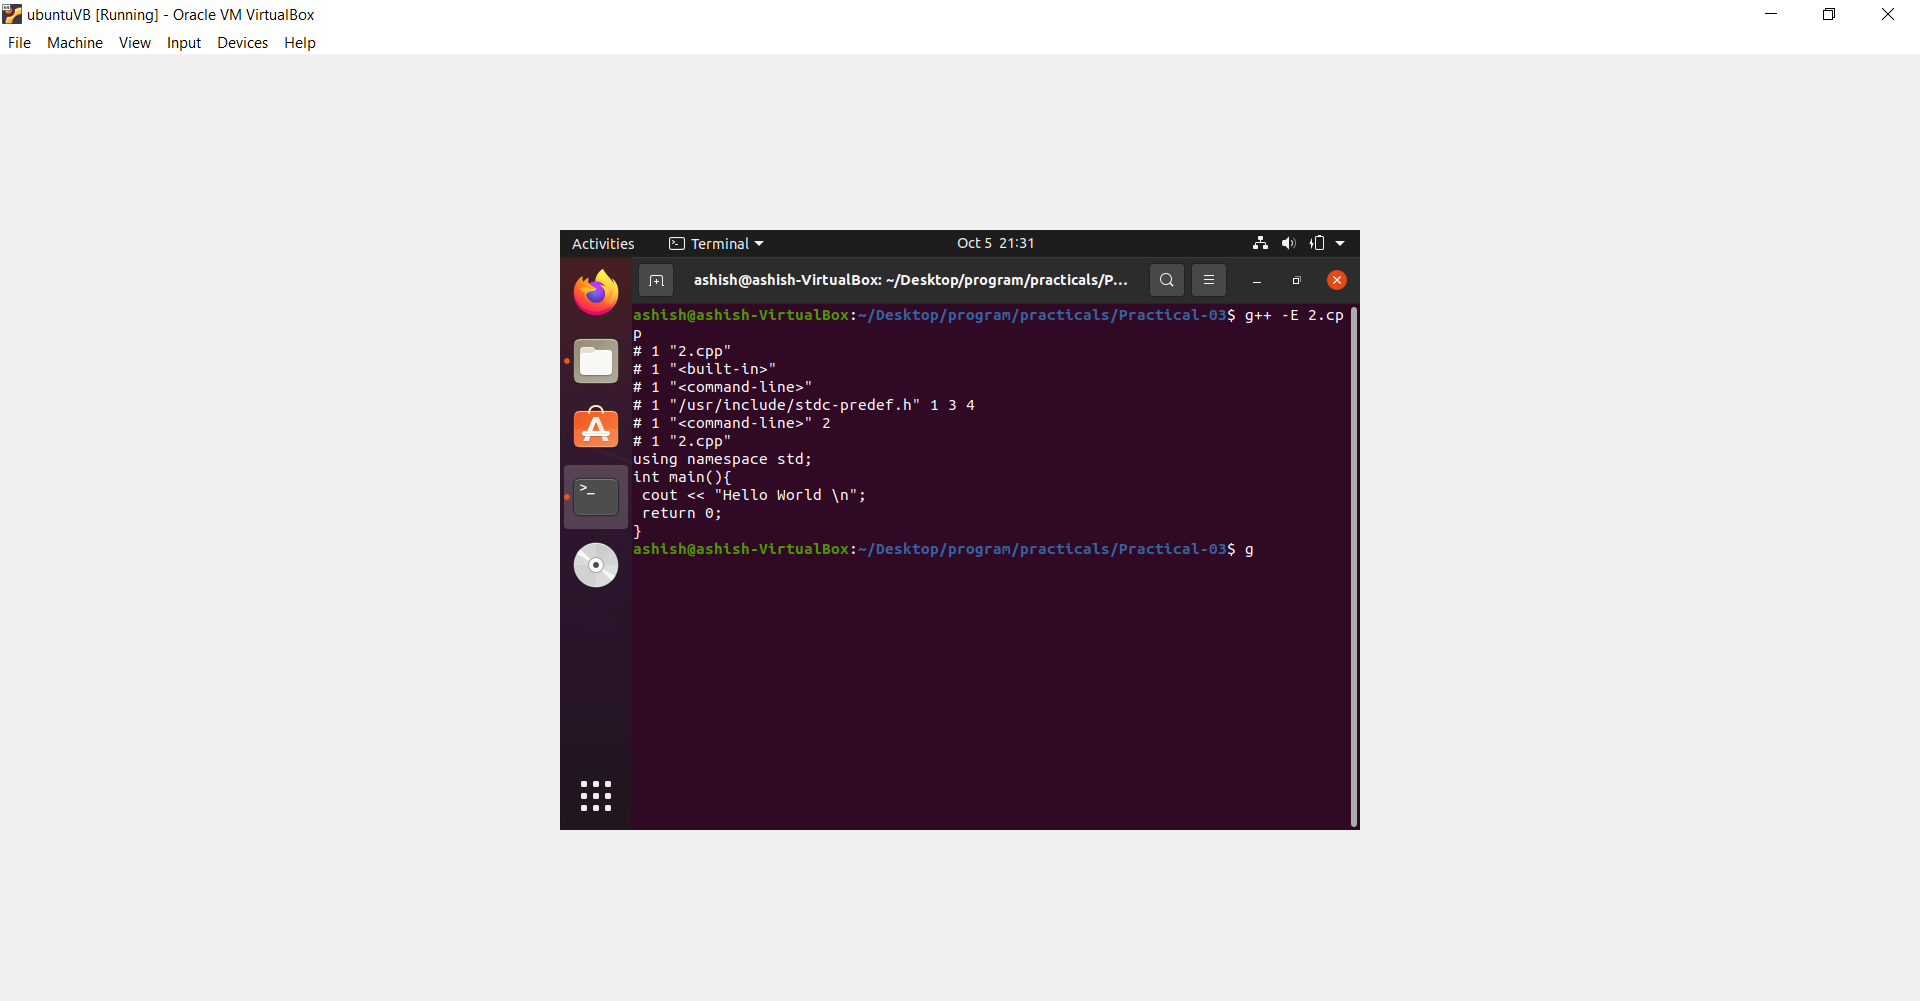 ubuntuVB [Running] - Oracle VM VirtualBox
File Machine View Input Devices Help
Activities Terminal Oct 5 21:31
ashish@ashish-VirtualBox: ~/Desktop/program/practicals/P...
ashish@ashish-VirtualBox:~/Desktop/program/practicals/Practical-03$ g++ -E 2.cp
p
# 1 "2.cpp"
# 1 "<built-in>"
# 1 "<command-line>"
# 1 "/usr/include/stdc-predef.h" 1 3 4
# 1 "<command-line>" 2
# 1 "2.cpp"
using namespace std;
int main(){
 cout << "Hello World \n";
 return 0;
}
ashish@ashish-VirtualBox:~/Desktop/program/practicals/Practical-03$ g